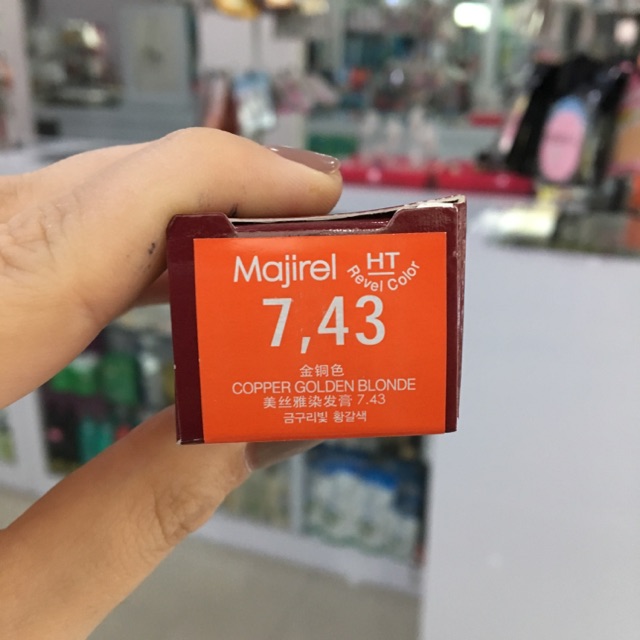 Majirel HT
Revel Color
7,43
金铜色
COPPER GOLDEN BLONDE
美丝雅染发膏 7.43
금구리빛 황갈색